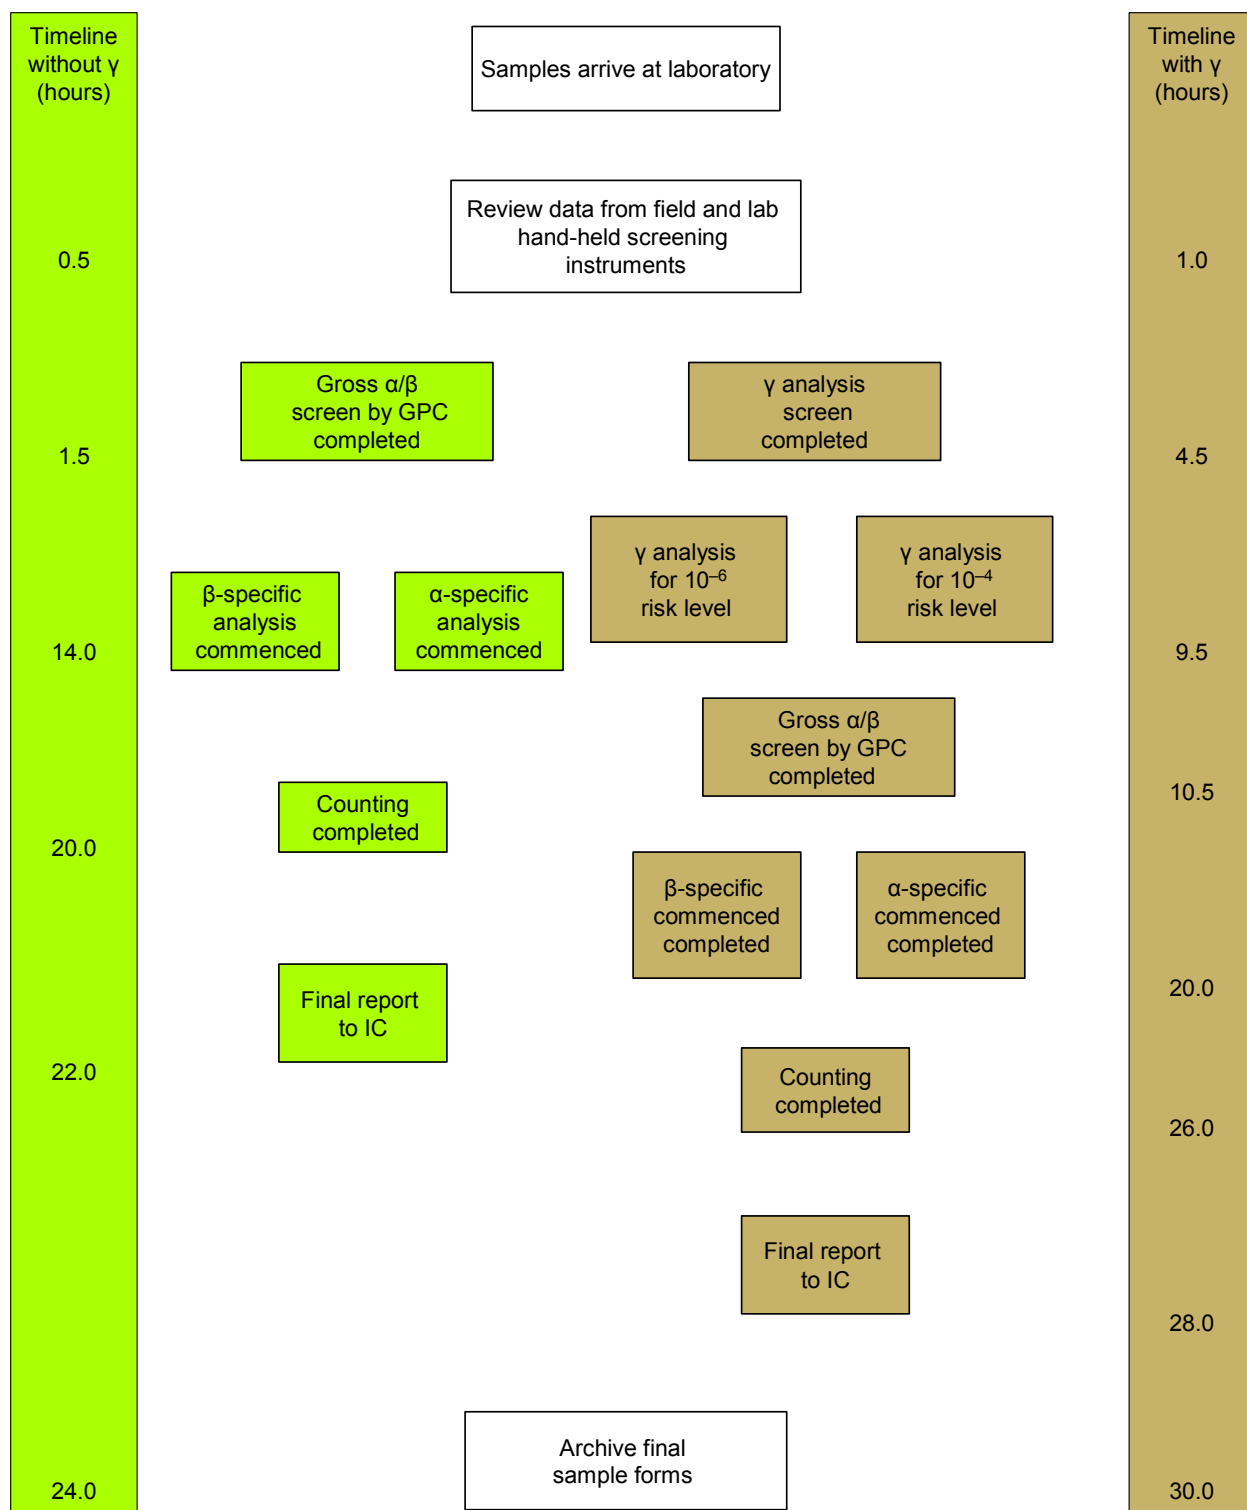 Timeline
without γ
(hours)
Samples arrive at laboratory
Timeline
with γ
(hours)
Review data from field and lab
hand-held screening
instruments
0.5
1.0
Gross α/β
screen by GPC
completed
γ analysis
screen
completed
1.5
4.5
β-specific
analysis
commenced
α-specific
analysis
commenced
γ analysis
for 10⁻⁶
risk level
γ analysis
for 10⁻⁴
risk level
14.0
9.5
Gross α/β
screen by GPC
completed
10.5
Counting
completed
20.0
β-specific
commenced
completed
α-specific
commenced
completed
20.0
Final report
to IC
22.0
Counting
completed
26.0
Final report
to IC
28.0
Archive final
sample forms
24.0
30.0